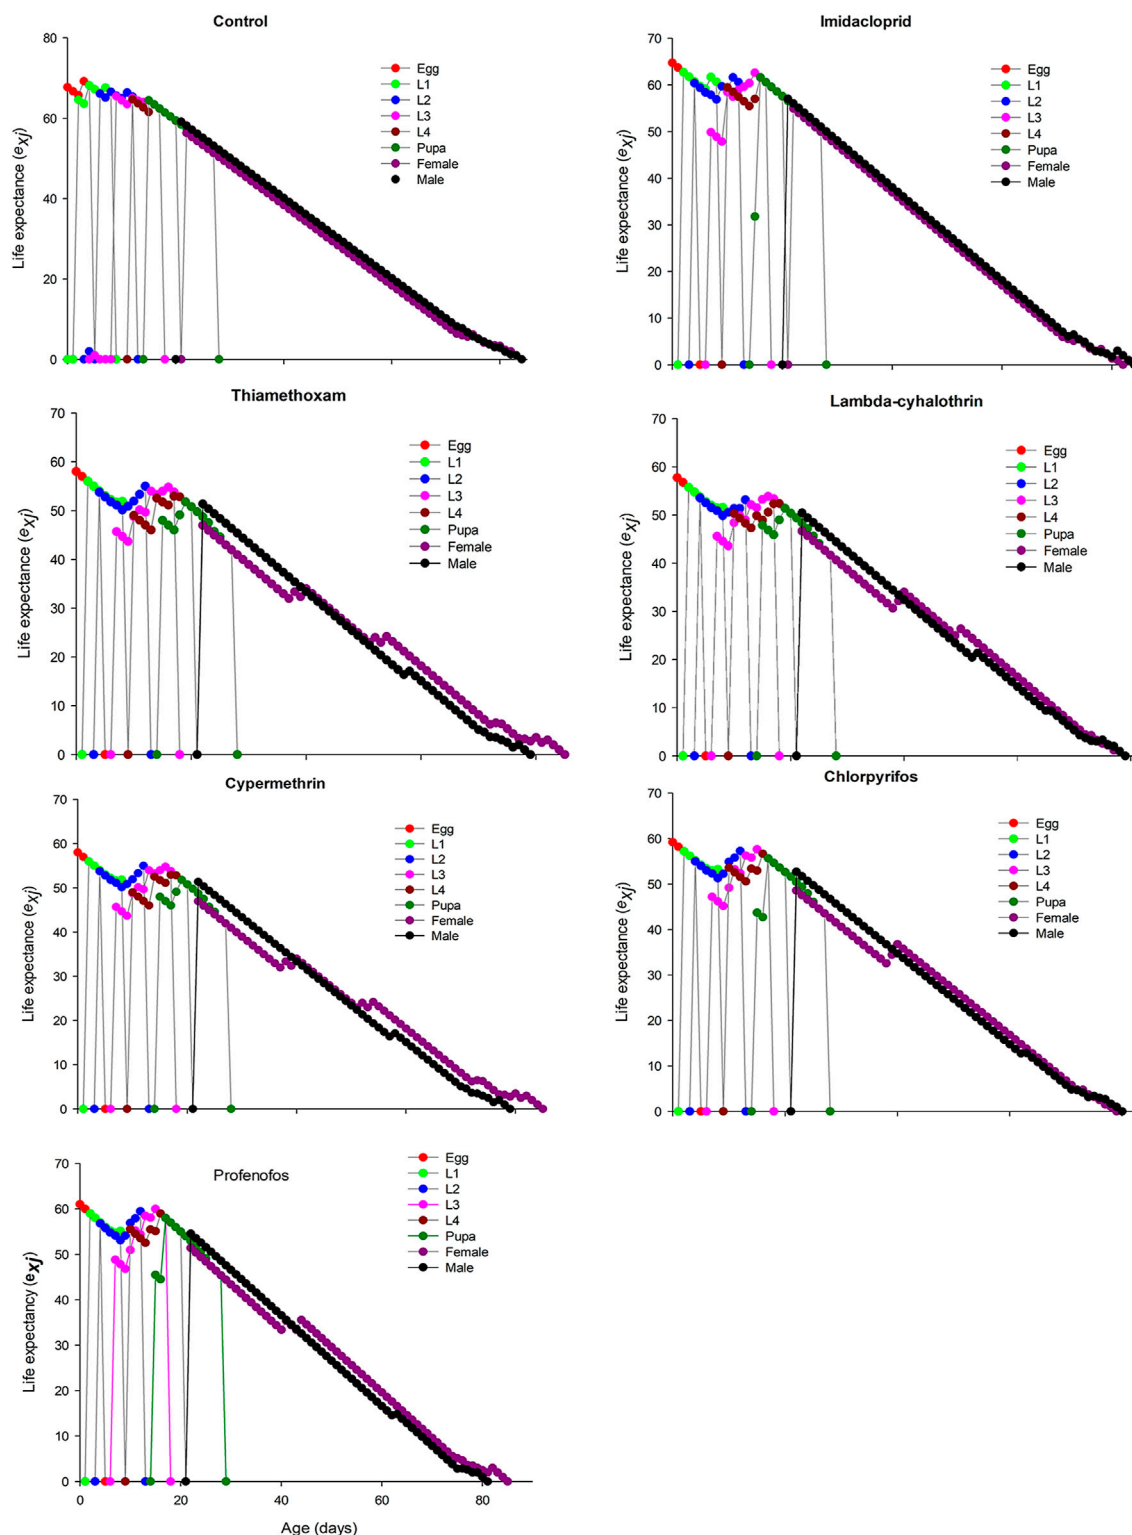 Control
80
60
40
20
0
Life expectance (exj)
Egg
L1
L2
L3
L4
Pupa
Female
Male
Imidacloprid
70
60
50
40
30
20
10
0
Life expectance (exj)
Egg
L1
L2
L3
L4
Pupa
Female
Male
Thiamethoxam
70
60
50
40
30
20
10
0
Life expectance (exj)
Egg
L1
L2
L3
L4
Pupa
Female
Male
Lambda-cyhalothrin
70
60
50
40
30
20
10
0
Life expectance (exj)
Egg
L1
L2
L3
L4
Pupa
Female
Male
Cypermethrin
70
60
50
40
30
20
10
0
Life expectance (exj)
Egg
L1
L2
L3
L4
Pupa
Female
Male
Chlorpyrifos
70
60
50
40
30
20
10
0
Life expectance (exj)
Egg
L1
L2
L3
L4
Pupa
Female
Male
Profenofos
70
60
50
40
30
20
10
0
Life expectancy (exj)
Egg
L1
L2
L3
L4
Pupa
Female
Male
0 20 40 60 80
Age (days)